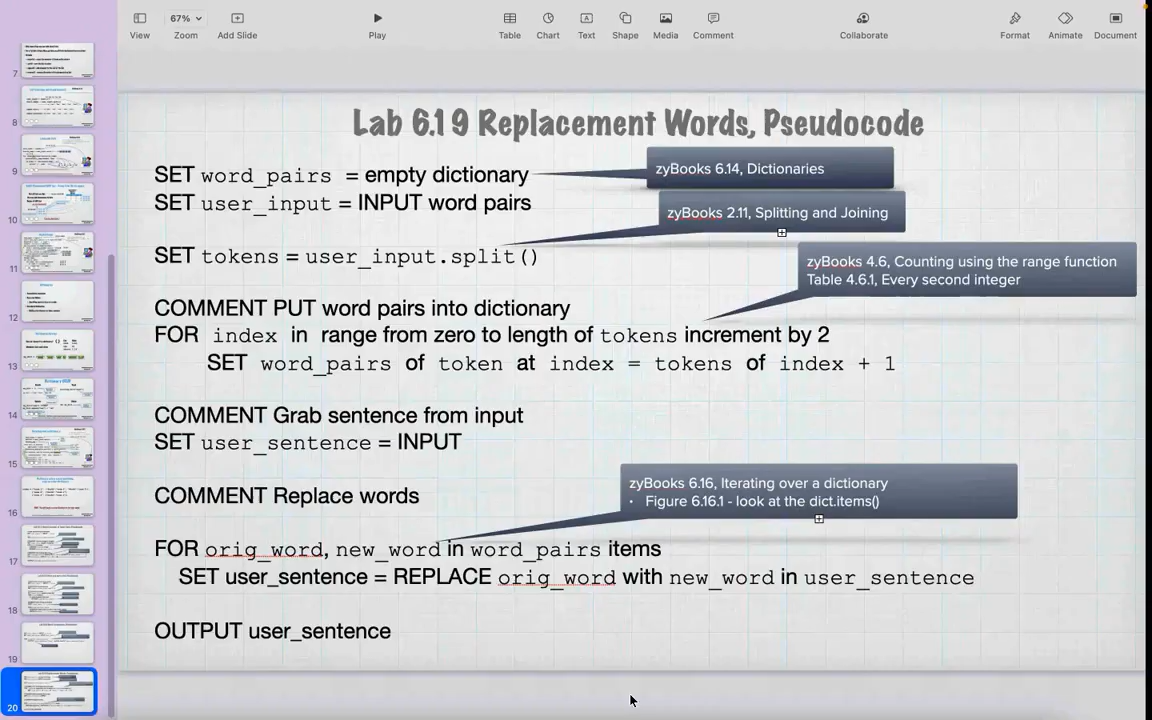 67%
View
Zoom
Add Slide
Play
Table
Chart
Text
Shape
Media
Comment
Collaborate
Format
Animate
Document
7
8
9
10
11
12
13
14
15
16
17
18
19
20
Lab 6.19 Replacement Words, Pseudocode
SET word_pairs = empty dictionary
zyBooks 6.14, Dictionaries
SET user_input = INPUT word pairs
zyBooks 2.11, Splitting and Joining
SET tokens = user_input.split()
zyBooks 4.6, Counting using the range function
Table 4.6.1, Every second integer
COMMENT PUT word pairs into dictionary
FOR index in range from zero to length of tokens increment by 2
SET word_pairs of token at index = tokens of index + 1
COMMENT Grab sentence from input
SET user_sentence = INPUT
COMMENT Replace words
zyBooks 6.16, Iterating over a dictionary
• Figure 6.16.1 - look at the dict.items()
FOR orig_word, new_word in word_pairs items
SET user_sentence = REPLACE orig_word with new_word in user_sentence
OUTPUT user_sentence